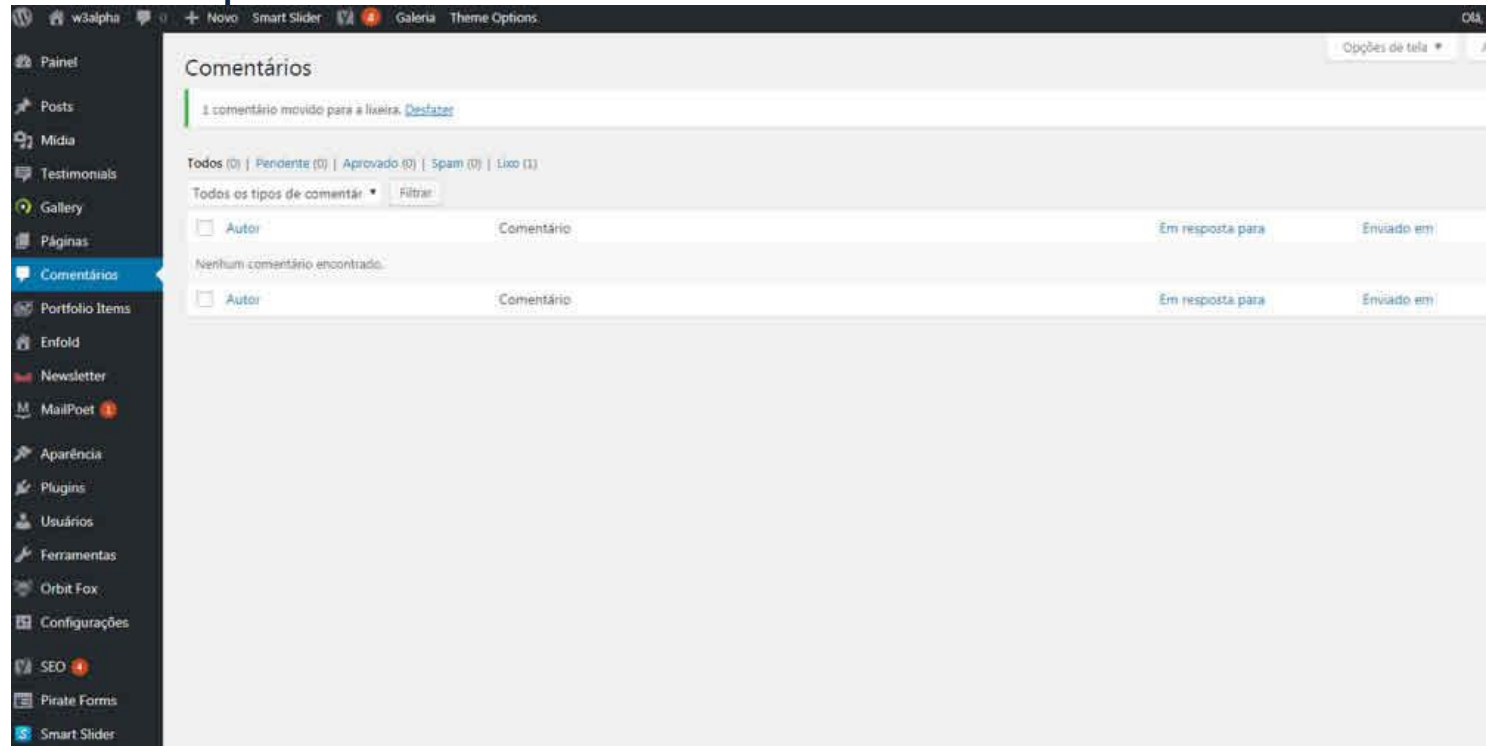 w3alpha 0 + Novo Smart Slider 4 Galeria Theme Options Olá,
Opções de tela
Painel
Posts
Mídia
Testimonials
Gallery
Páginas
Comentários
Portfolio Items
Enfold
Newsletter
MailPoet 1
Aparência
Plugins
Usuários
Ferramentas
Orbit Fox
Configurações
SEO 4
Pirate Forms
Smart Slider
Comentários
1 comentário movido para a lixeira. Desfazer
Todos (0) | Pendente (0) | Aprovado (0) | Spam (0) | Lixo (1)
Todos os tipos de comentár Filtrar
Autor Comentário Em resposta para Enviado em
Nenhum comentário encontrado.
Autor Comentário Em resposta para Enviado em